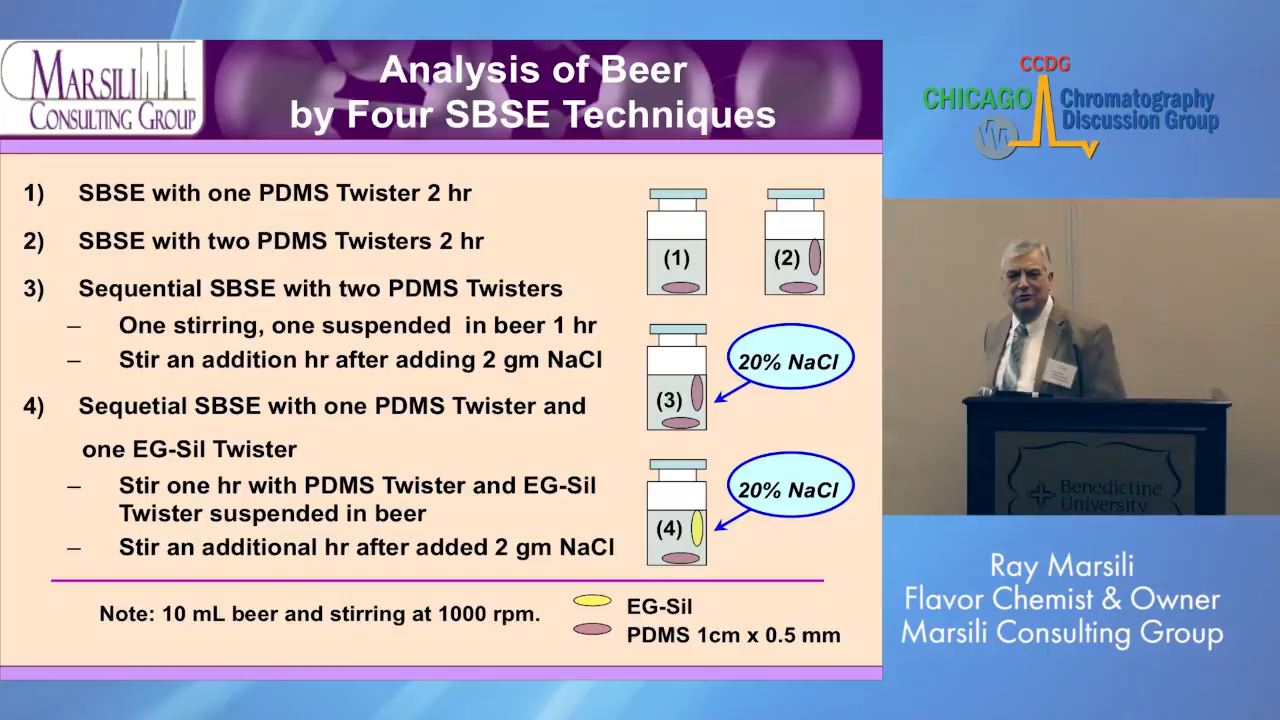 MARSILI
CONSULTING GROUP
Analysis of Beer
by Four SBSE Techniques
1) SBSE with one PDMS Twister 2 hr
2) SBSE with two PDMS Twisters 2 hr
3) Sequential SBSE with two PDMS Twisters
– One stirring, one suspended in beer 1 hr
– Stir an addition hr after adding 2 gm NaCl
4) Sequetial SBSE with one PDMS Twister and
one EG-Sil Twister
– Stir one hr with PDMS Twister and EG-Sil
Twister suspended in beer
– Stir an additional hr after added 2 gm NaCl
(1)
(2)
(3)
20% NaCl
(4)
20% NaCl
Note: 10 mL beer and stirring at 1000 rpm.
EG-Sil
PDMS 1cm x 0.5 mm
CCDG
CHICAGO
Chromatography
Discussion Group
Benedictine
University
Ray Marsili
Flavor Chemist & Owner
Marsili Consulting Group